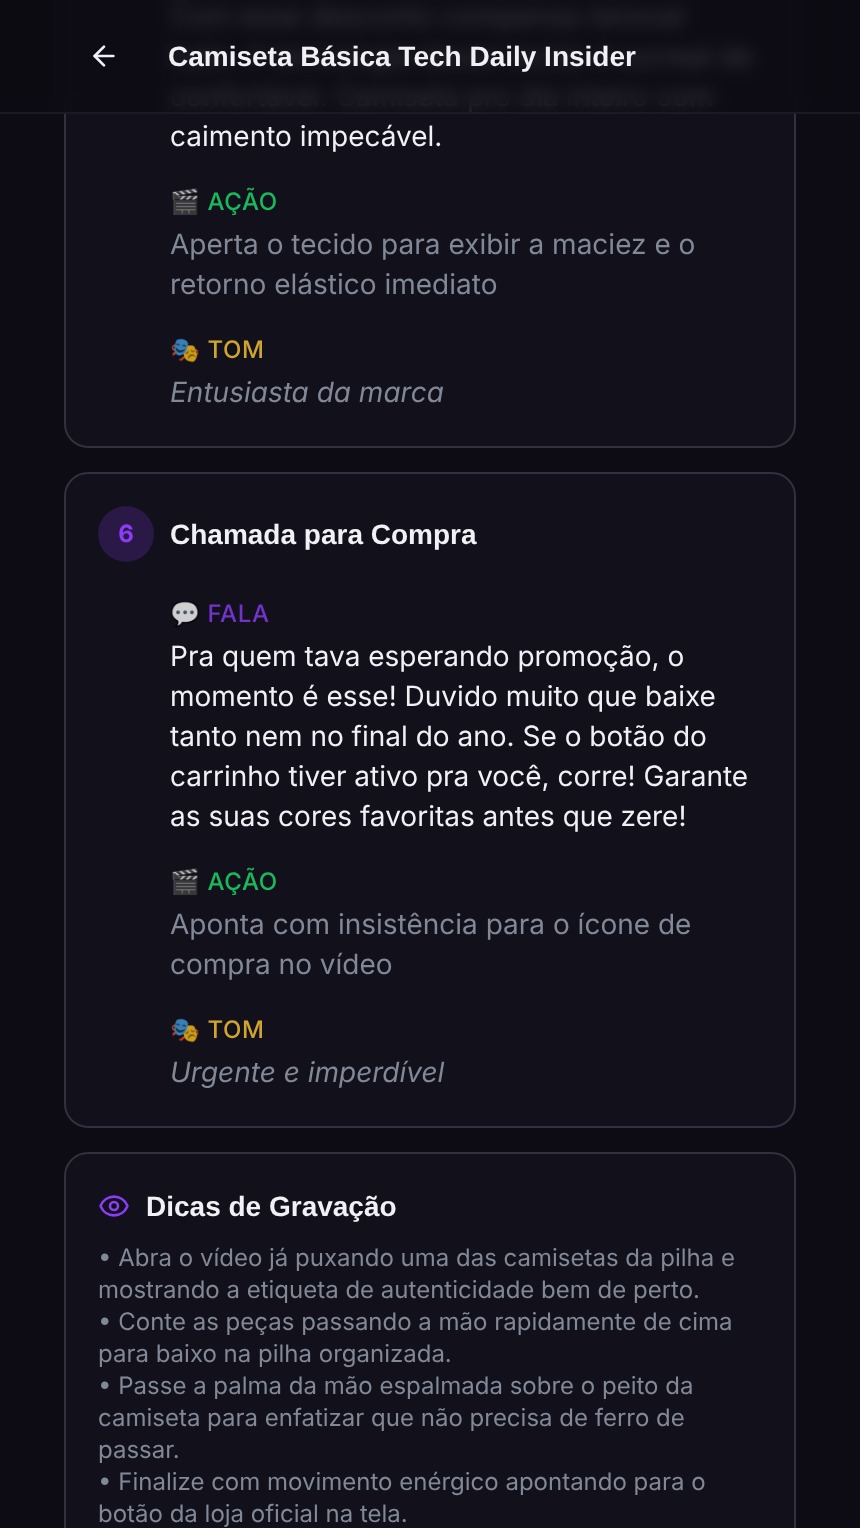 Camiseta Básica Tech Daily Insider
caimento impecável.
🎬 AÇÃO
Aperta o tecido para exibir a maciez e o
retorno elástico imediato
🎭 TOM
Entusiasta da marca
6 Chamada para Compra
💬 FALA
Pra quem tava esperando promoção, o
momento é esse! Duvido muito que baixe
tanto nem no final do ano. Se o botão do
carrinho tiver ativo pra você, corre! Garante
as suas cores favoritas antes que zere!
🎬 AÇÃO
Aponta com insistência para o ícone de
compra no vídeo
🎭 TOM
Urgente e imperdível
Dicas de Gravação
• Abra o vídeo já puxando uma das camisetas da pilha e
mostrando a etiqueta de autenticidade bem de perto.
• Conte as peças passando a mão rapidamente de cima
para baixo na pilha organizada.
• Passe a palma da mão espalmada sobre o peito da
camiseta para enfatizar que não precisa de ferro de
passar.
• Finalize com movimento enérgico apontando para o
botão da loja oficial na tela.